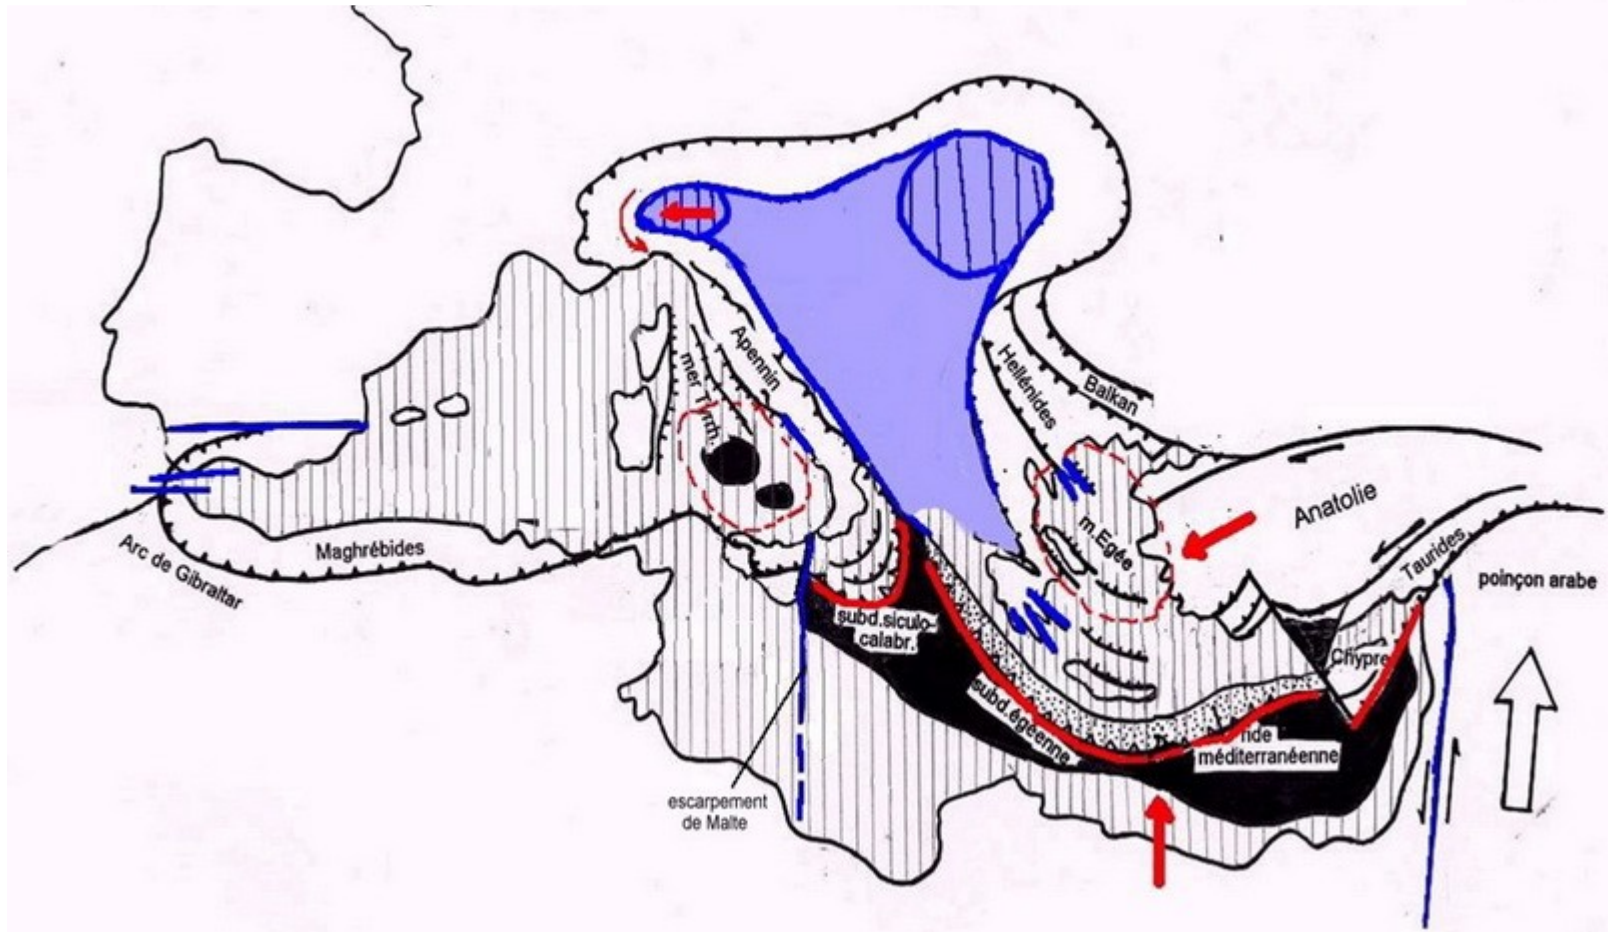 Apennin
mer Tyrrh.
Hellénides
Balkan
m.Egée
Anatolie
Taurides
poinçon arabe
Arc de Gibraltar
Maghrébides
subd.siculo-
calabr.
Chypre
subd.égéenne
ride
méditerranéenne
escarpement
de Malte